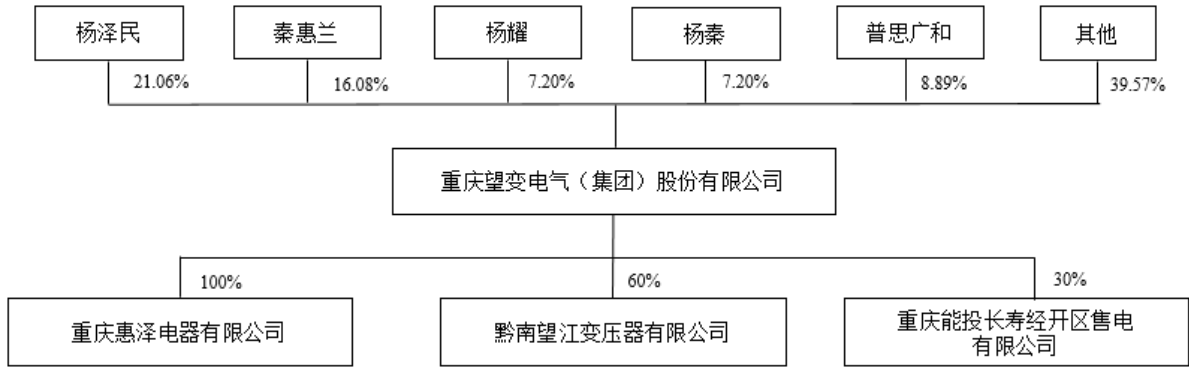 杨泽民
秦惠兰
杨耀
杨秦
普思广和
其他
21.06%
16.08%
7.20%
7.20%
8.89%
39.57%
重庆望变电气（集团）股份有限公司
100%
60%
30%
重庆惠泽电器有限公司
黔南望江变压器有限公司
重庆能投长寿经开区售电
有限公司